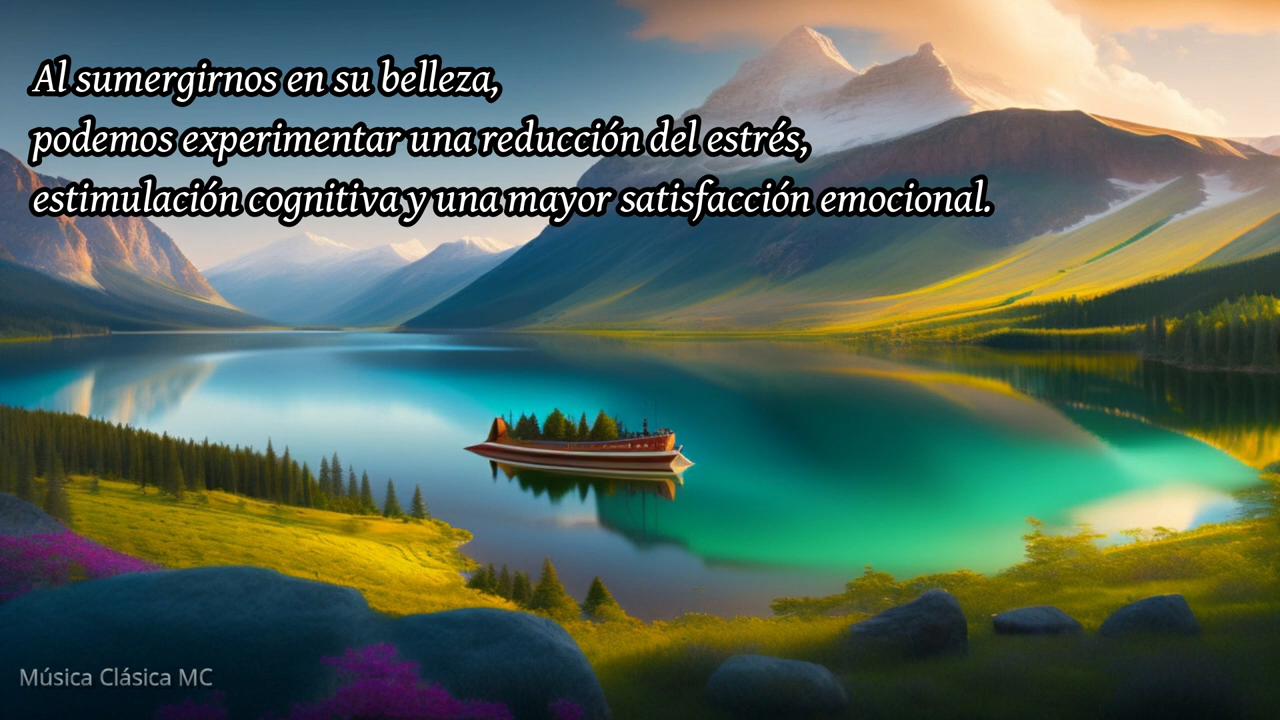 Al sumergirnos en su belleza,
podemos experimentar una reducción del estrés,
estimulación cognitiva y una mayor satisfacción emocional.
Música Clásica MC